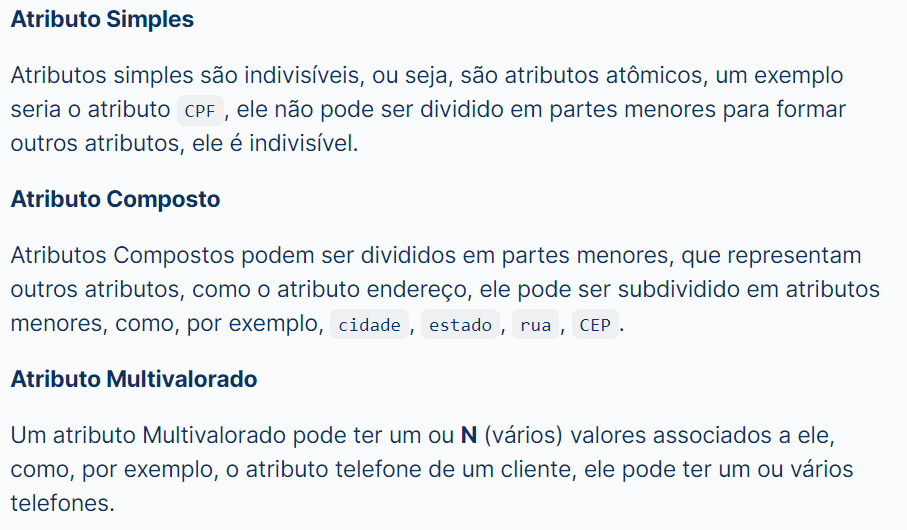 Atributo Simples
Atributos simples são indivisíveis, ou seja, são atributos atômicos, um exemplo
seria o atributo CPF, ele não pode ser dividido em partes menores para formar
outros atributos, ele é indivisível.
Atributo Composto
Atributos Compostos podem ser divididos em partes menores, que representam
outros atributos, como o atributo endereço, ele pode ser subdividido em atributos
menores, como, por exemplo, cidade, estado, rua, CEP.
Atributo Multivalorado
Um atributo Multivalorado pode ter um ou N (vários) valores associados a ele,
como, por exemplo, o atributo telefone de um cliente, ele pode ter um ou vários
telefones.